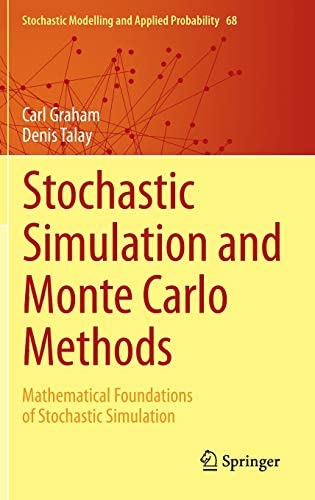 Stochastic Modelling and Applied Probability 68
Carl Graham
Denis Talay
Stochastic
Simulation and
Monte Carlo
Methods
Mathematical Foundations
of Stochastic Simulation
Springer